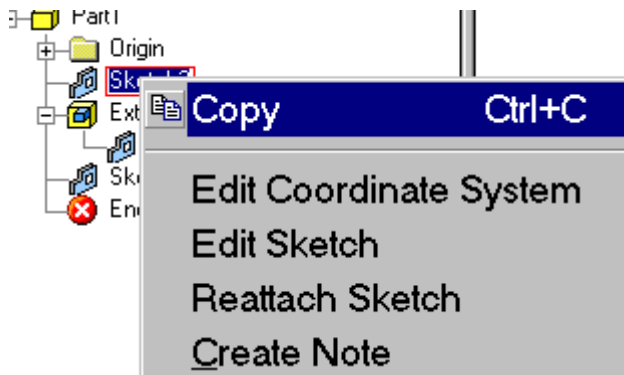 Part1
Origin
Copy Ctrl+C
Edit Coordinate System
Edit Sketch
Reattach Sketch
Create Note